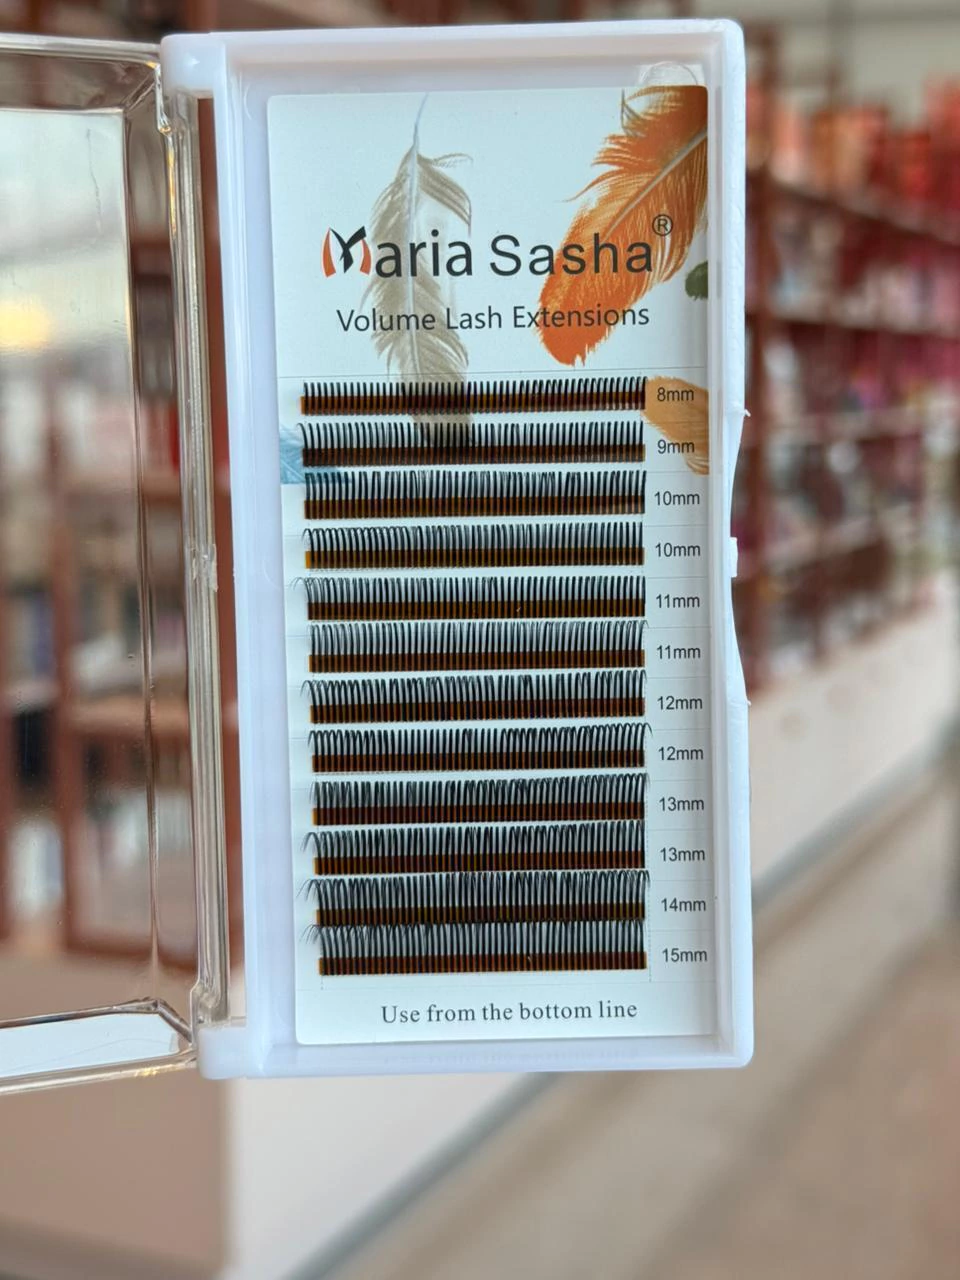 Maria Sasha®
Volume Lash Extensions
8mm
9mm
10mm
10mm
11mm
11mm
12mm
12mm
13mm
13mm
14mm
15mm
Use from the bottom line